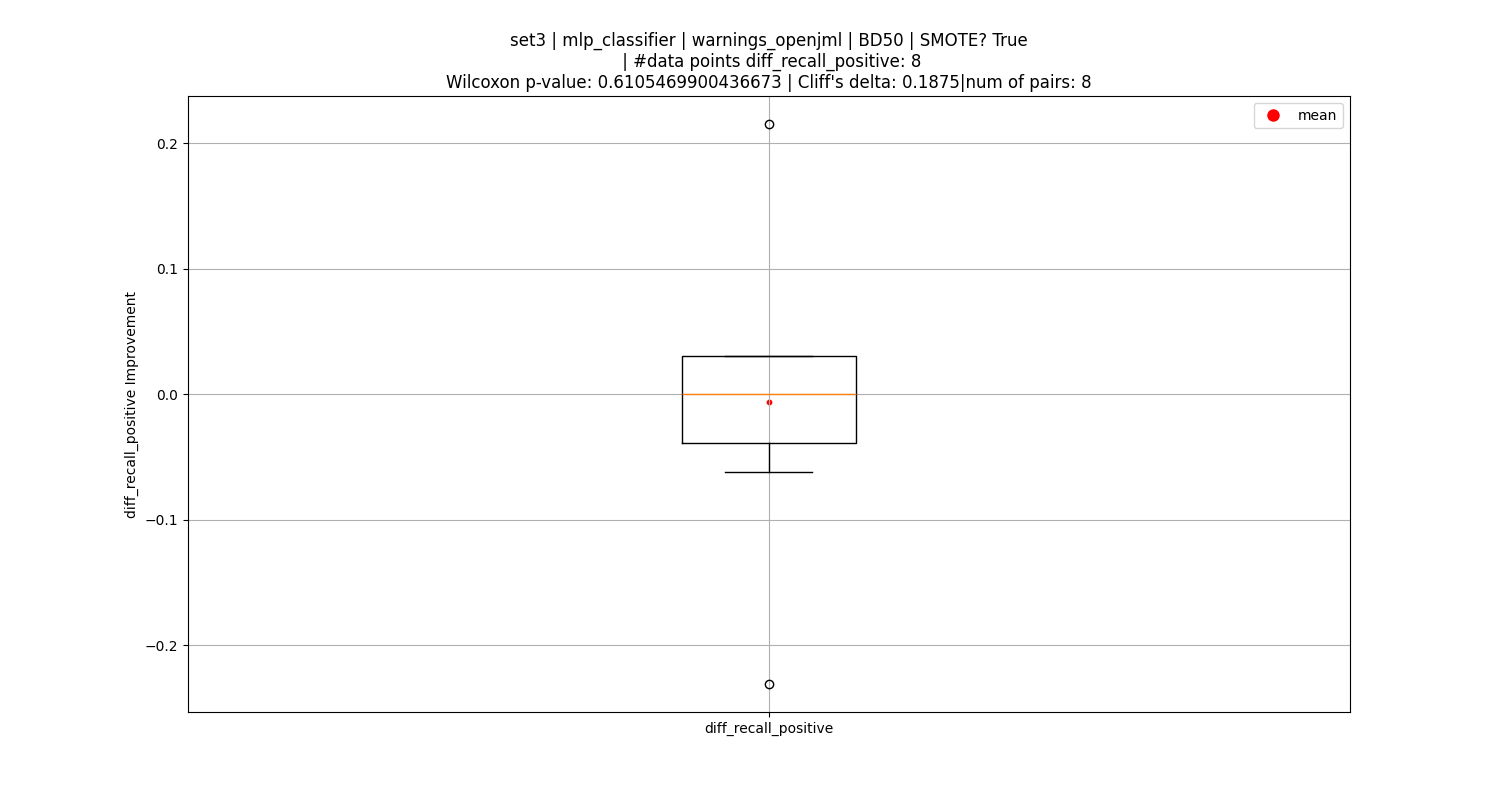 set3 | mlp_classifier | warnings_openjml | BD50 | SMOTE? True
| #data points diff_recall_positive: 8
Wilcoxon p-value: 0.6105469900436673 | Cliff's delta: 0.1875|num of pairs: 8
mean
0.2
0.1
0.0
−0.1
−0.2
diff_recall_positive Improvement
diff_recall_positive